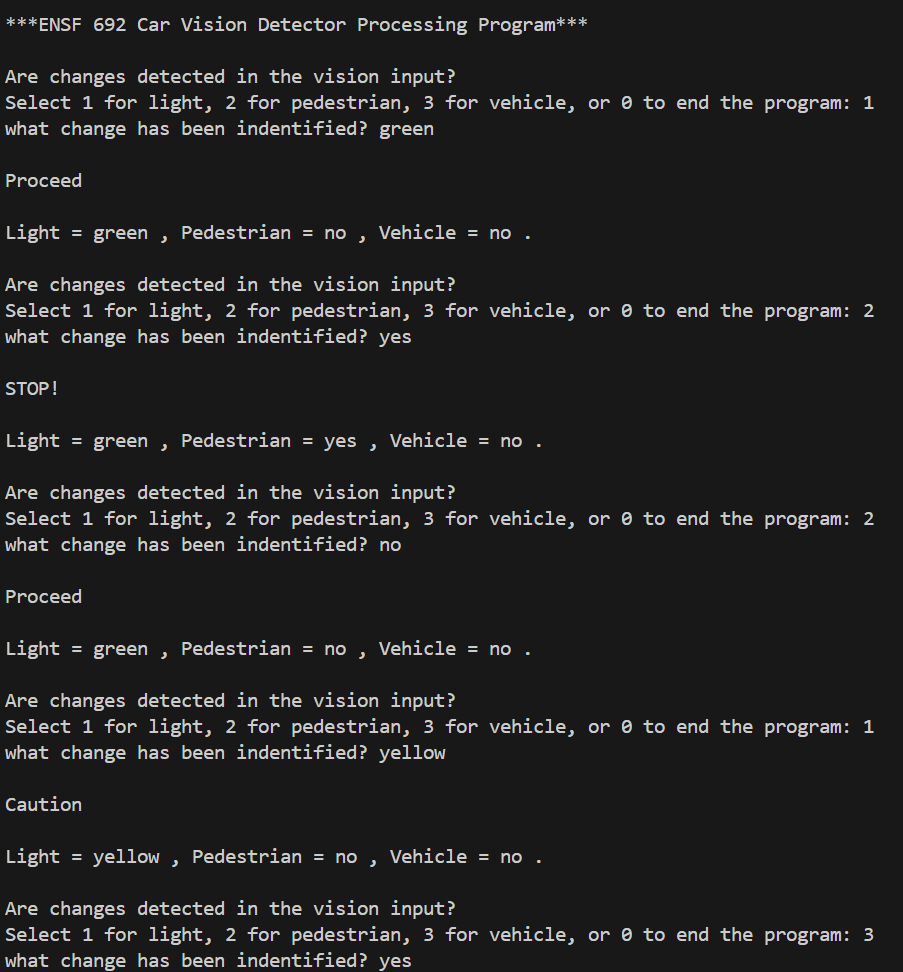 ***ENSF 692 Car Vision Detector Processing Program***
Are changes detected in the vision input?
Select 1 for light, 2 for pedestrian, 3 for vehicle, or 0 to end the program: 1
what change has been indentified? green
Proceed
Light = green , Pedestrian = no , Vehicle = no .
Are changes detected in the vision input?
Select 1 for light, 2 for pedestrian, 3 for vehicle, or 0 to end the program: 2
what change has been indentified? yes
STOP!
Light = green , Pedestrian = yes , Vehicle = no .
Are changes detected in the vision input?
Select 1 for light, 2 for pedestrian, 3 for vehicle, or 0 to end the program: 2
what change has been indentified? no
Proceed
Light = green , Pedestrian = no , Vehicle = no .
Are changes detected in the vision input?
Select 1 for light, 2 for pedestrian, 3 for vehicle, or 0 to end the program: 1
what change has been indentified? yellow
Caution
Light = yellow , Pedestrian = no , Vehicle = no .
Are changes detected in the vision input?
Select 1 for light, 2 for pedestrian, 3 for vehicle, or 0 to end the program: 3
what change has been indentified? yes